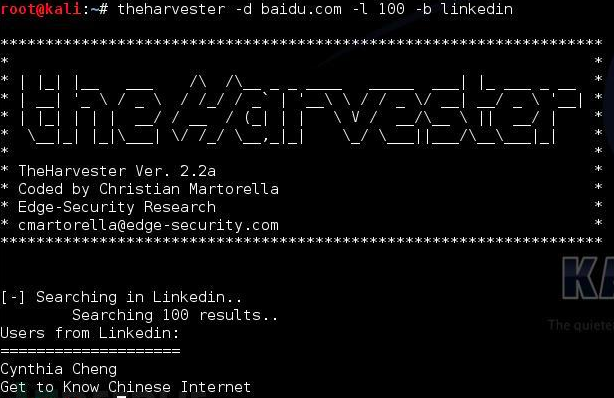 root@kali:~# theharvester -d baidu.com -l 100 -b linkedin
*******************************************************************
* *
* theHarvester *
* *
* TheHarvester Ver. 2.2a *
* Coded by Christian Martorella *
* Edge-Security Research *
* cmartorella@edge-security.com *
*******************************************************************
[-] Searching in Linkedin..
Searching 100 results..
Users from Linkedin:
====================
Cynthia Cheng
Get to Know Chinese Internet
KA
The quiete